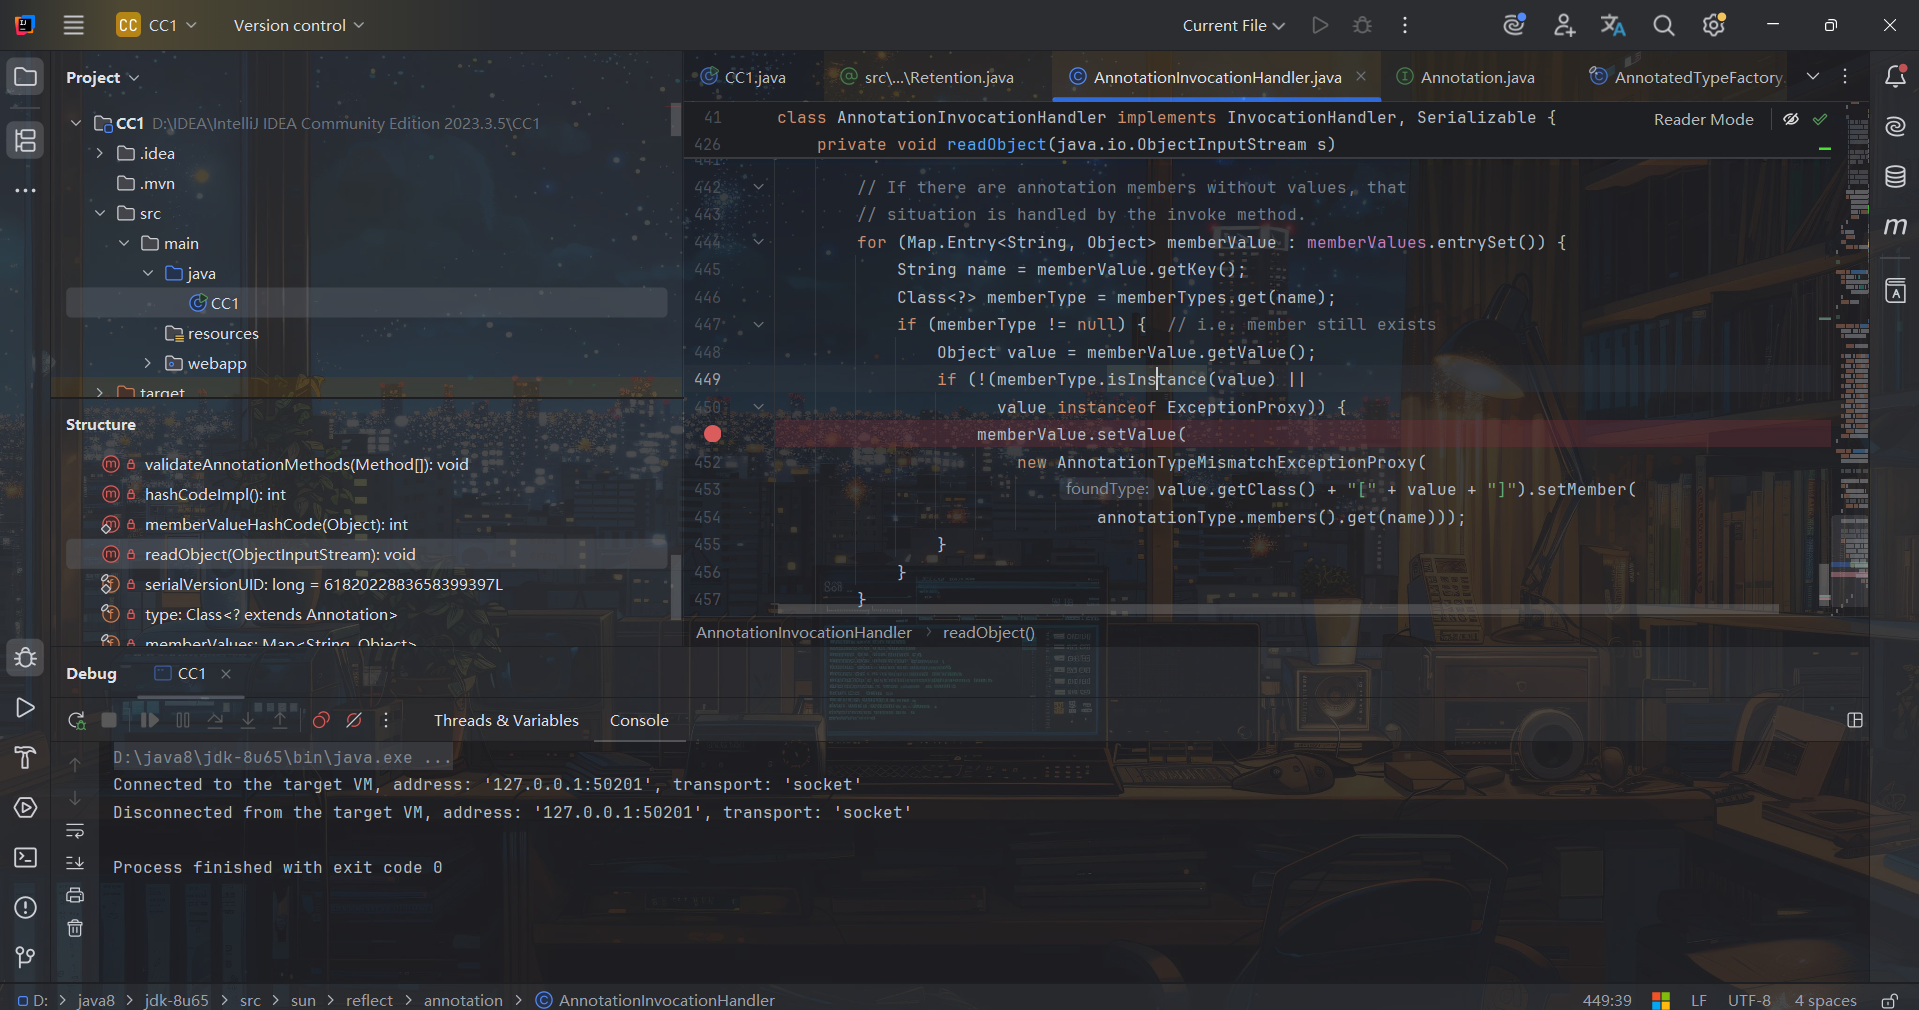 CC CC1 Version control Current File
Project
CC1 D:\IDEA\IntelliJ IDEA Community Edition 2023.3.5\CC1
.idea
.mvn
src
main
java
CC1
resources
webapp
target
Structure
validateAnnotationMethods(Method[]): void
hashCodeImpl(): int
memberValueHashCode(Object): int
readObject(ObjectInputStream): void
serialVersionUID: long = 6182022883658399397L
type: Class<? extends Annotation>
memberValues: Map<String, Object>
CC1.java src\...\Retention.java AnnotationInvocationHandler.java Annotation.java AnnotatedTypeFactory.
Reader Mode
41 class AnnotationInvocationHandler implements InvocationHandler, Serializable {
426 private void readObject(java.io.ObjectInputStream s)
442 // If there are annotation members without values, that
443 // situation is handled by the invoke method.
444 for (Map.Entry<String, Object> memberValue : memberValues.entrySet()) {
445 String name = memberValue.getKey();
446 Class<?> memberType = memberTypes.get(name);
447 if (memberType != null) {  // i.e. member still exists
448 Object value = memberValue.getValue();
449 if (!(memberType.isInstance(value) ||
450 value instanceof ExceptionProxy)) {
memberValue.setValue(
452 new AnnotationTypeMismatchExceptionProxy(
453 foundType: value.getClass() + "[" + value + "]").setMember(
454 annotationType.members().get(name)));
455 }
456 }
457 }
AnnotationInvocationHandler readObject()
Debug CC1
Threads & Variables Console
D:\java8\jdk-8u65\bin\java.exe ...
Connected to the target VM, address: '127.0.0.1:50201', transport: 'socket'
Disconnected from the target VM, address: '127.0.0.1:50201', transport: 'socket'
Process finished with exit code 0
D: > java8 > jdk-8u65 > src > sun > reflect > annotation > AnnotationInvocationHandler
449:39 LF UTF-8 4 spaces